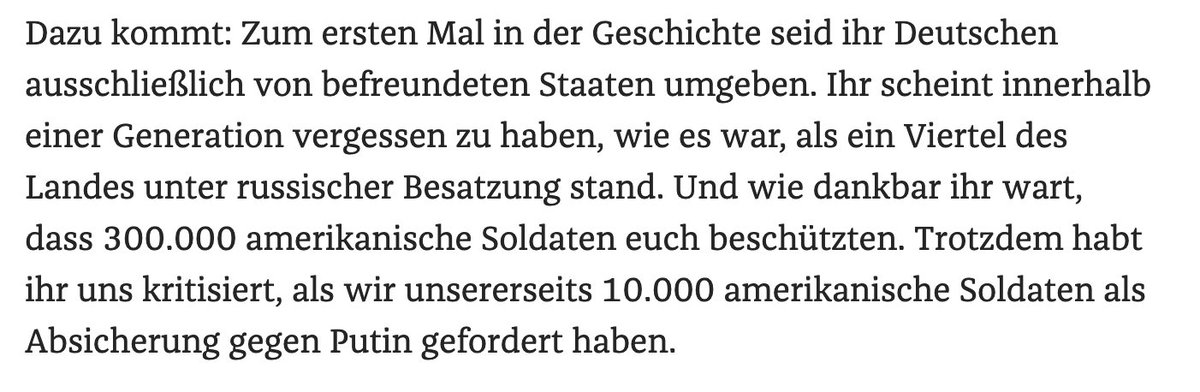 Dazu kommt: Zum ersten Mal in der Geschichte seid ihr Deutschen
ausschließlich von befreundeten Staaten umgeben. Ihr scheint innerhalb
einer Generation vergessen zu haben, wie es war, als ein Viertel des
Landes unter russischer Besatzung stand. Und wie dankbar ihr wart,
dass 300.000 amerikanische Soldaten euch beschützten. Trotzdem habt
ihr uns kritisiert, als wir unsererseits 10.000 amerikanische Soldaten als
Absicherung gegen Putin gefordert haben.